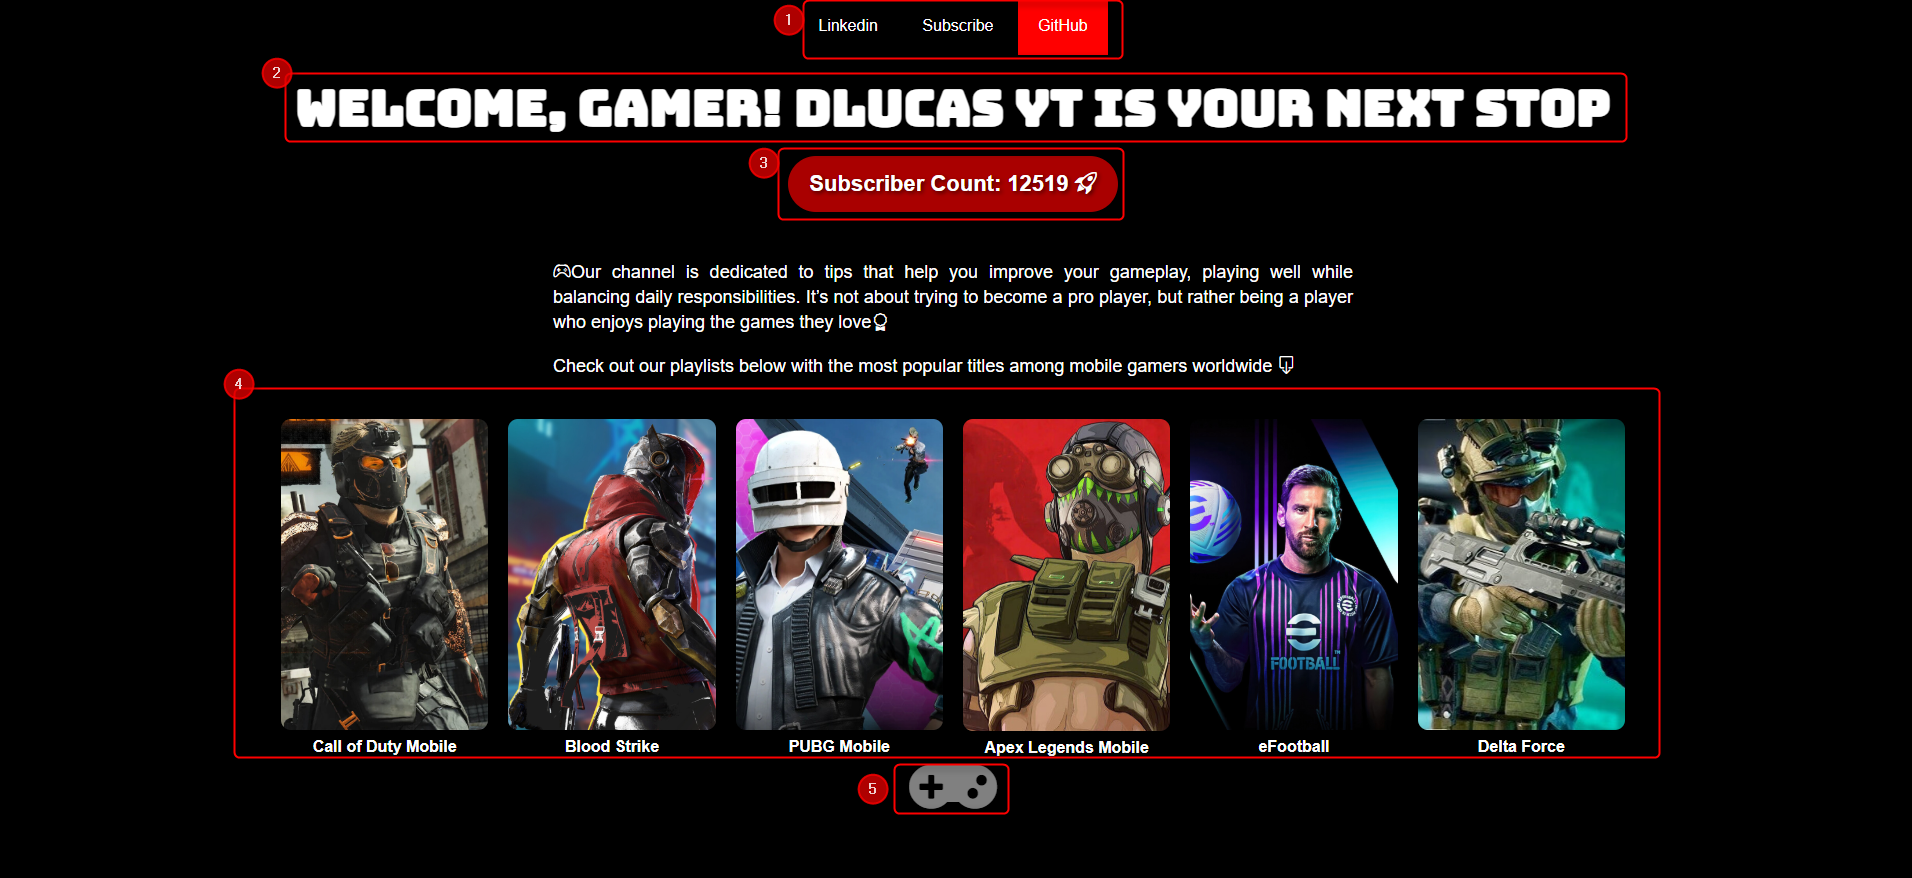 1
Linkedin Subscribe GitHub
2
WELCOME, GAMER! DLUCAS YT IS YOUR NEXT STOP
3
Subscriber Count: 12519
Our channel is dedicated to tips that help you improve your gameplay, playing well while
balancing daily responsibilities. It's not about trying to become a pro player, but rather being a player
who enjoys playing the games they love
Check out our playlists below with the most popular titles among mobile gamers worldwide
4
FOOTBALL
Call of Duty Mobile
Blood Strike
PUBG Mobile
Apex Legends Mobile
eFootball
Delta Force
5